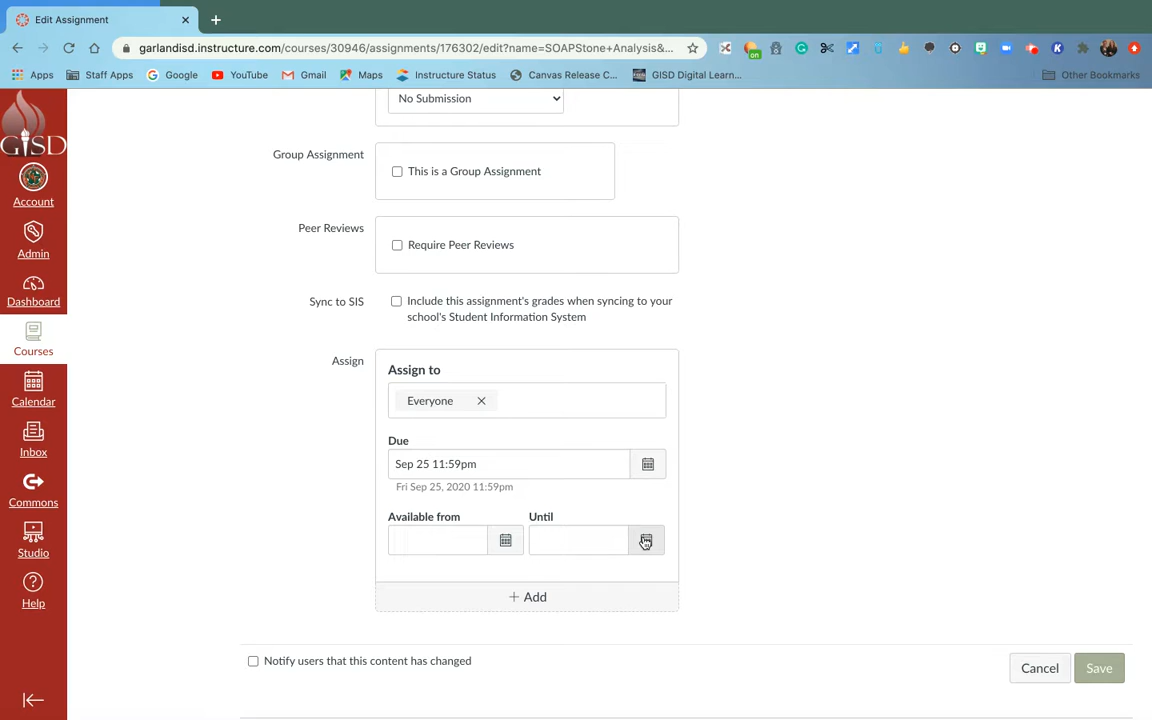 Edit Assignment
garlandisd.instructure.com/courses/30946/assignments/176302/edit?name=SOAPStone+Analysis&...
on
K
Apps
Staff Apps
Google
YouTube
Gmail
Maps
Instructure Status
Canvas Release C...
GISD Digital Learn...
Other Bookmarks
GISD
Account
Admin
Dashboard
Courses
Calendar
Inbox
Commons
Studio
Help
No Submission
Group Assignment
This is a Group Assignment
Peer Reviews
Require Peer Reviews
Sync to SIS
Include this assignment's grades when syncing to your
school's Student Information System
Assign
Assign to
Everyone
Due
Sep 25 11:59pm
Fri Sep 25, 2020 11:59pm
Available from
Until
+ Add
Notify users that this content has changed
Cancel
Save